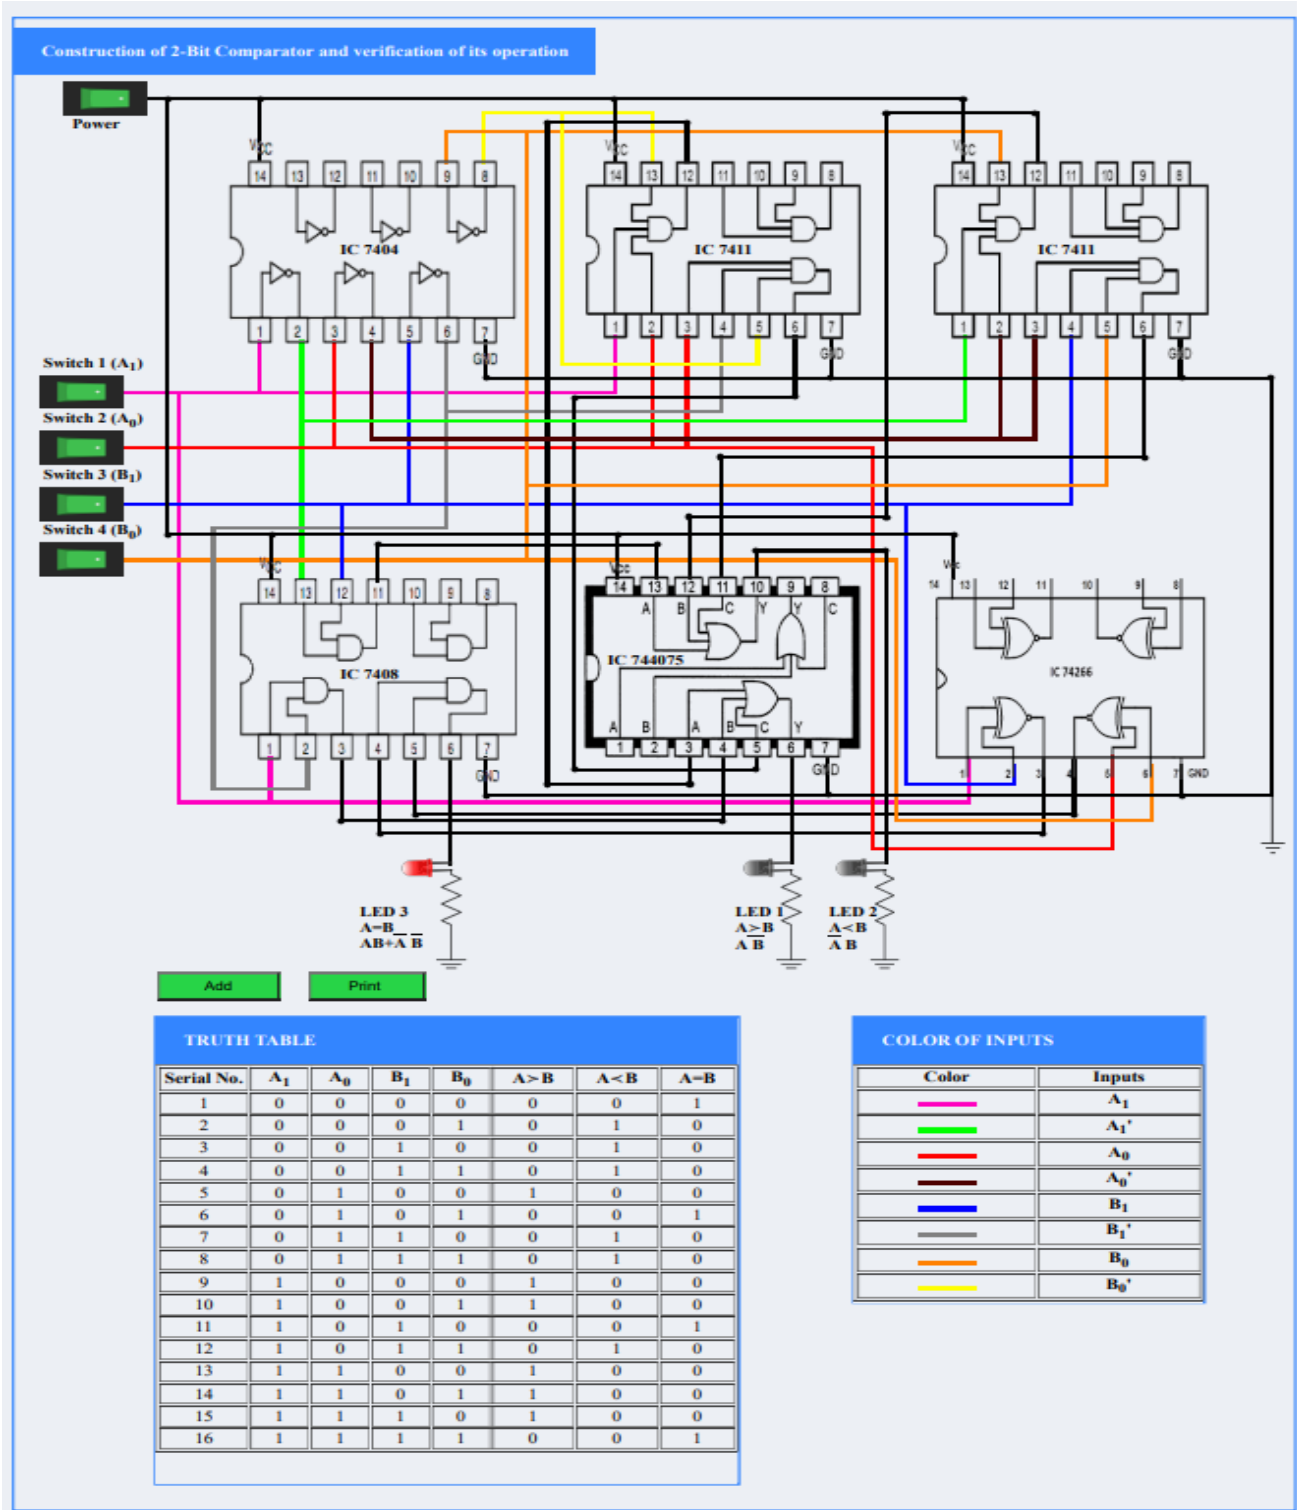 Construction of 2-Bit Comparator and verification of its operation
Power
VCC
VCC
VCC
14 13 12 11 10 9 8
14 13 12 11 10 9 8
14 13 12 11 10 9 8
IC 7404
IC 7411
IC 7411
1 2 3 4 5 6 7
1 2 3 4 5 6 7
1 2 3 4 5 6 7
GND
GND
GND
Switch 1 (A1)
Switch 2 (A0)
Switch 3 (B1)
Switch 4 (B0)
VCC
Vcc
Vcc
14 13 12 11 10 9 8
14 13 12 11 10 9 8
14 13 12 11 10 9 8
A B C Y Y C
IC 7408
IC 744075
IC 74266
A B A B C Y
1 2 3 4 5 6 7
1 2 3 4 5 6 7
1 2 3 4 5 6 7 GND
GND
GND
LED 3
A=B
AB+A̅ B̅
LED 1
A>B
A B̅
LED 2
A<B
A̅ B
Add
Print
TRUTH TABLE
Serial No. A1 A0 B1 B0 A>B A<B A=B
1 0 0 0 0 0 0 1
2 0 0 0 1 0 1 0
3 0 0 1 0 0 1 0
4 0 0 1 1 0 1 0
5 0 1 0 0 1 0 0
6 0 1 0 1 0 0 1
7 0 1 1 0 0 1 0
8 0 1 1 1 0 1 0
9 1 0 0 0 1 0 0
10 1 0 0 1 1 0 0
11 1 0 1 0 0 0 1
12 1 0 1 1 0 1 0
13 1 1 0 0 1 0 0
14 1 1 0 1 1 0 0
15 1 1 1 0 1 0 0
16 1 1 1 1 0 0 1
COLOR OF INPUTS
Color Inputs
A1
A1'
A0
A0'
B1
B1'
B0
B0'